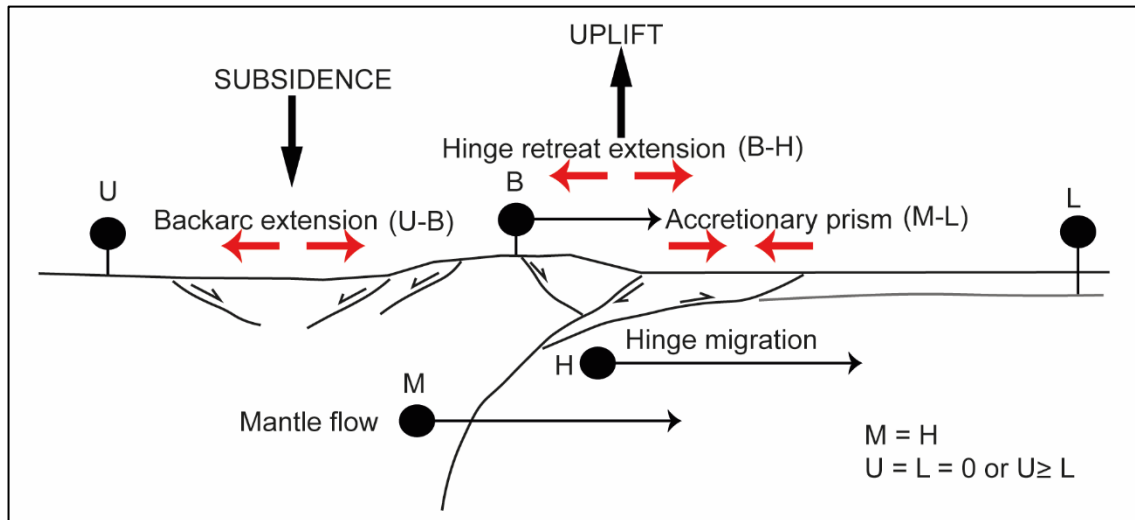 UPLIFT
SUBSIDENCE
Hinge retreat extension (B-H)
U
B
L
Backarc extension (U-B)
Accretionary prism (M-L)
Hinge migration
H
M
Mantle flow
M = H
U = L = 0 or U≥ L